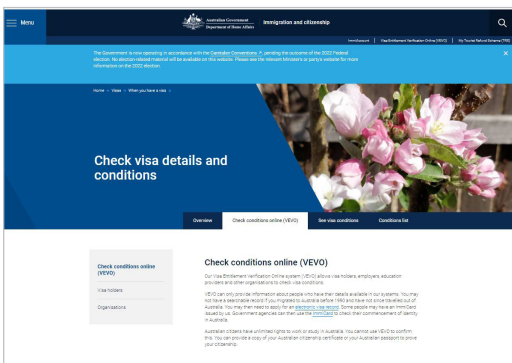 Menu
Australian Government
Department of Home Affairs
Immigration and citizenship
ImmiAccount
Visa Entitlement Verification Online (VEVO)
My Tourist Refund Scheme (TRS)
The Government is now operating in accordance with the Caretaker Conventions, pending the outcome of the 2022 Federal
election. No election-related material will be available on this website. Please see the relevant Minister's or party's website for more
information on the 2022 election.
Home > Visas > When you have a visa >
Check visa details and
conditions
Overview
Check conditions online (VEVO)
See visa conditions
Conditions list
Check conditions online
(VEVO)
Visa holders
Organisations
Check conditions online (VEVO)
Our Visa Entitlement Verification Online system (VEVO) allows visa holders, employers, education
providers and other organisations to check visa conditions.
VEVO can only provide information about people who have their details available in our systems. You may
not have a searchable record if you migrated to Australia before 1990 and have not since travelled out of
Australia. You may then need to apply for an electronic visa record. Some people may have an ImmiCard
issued by us. Government agencies can then use the ImmiCard to check their commencement of identity
in Australia.
Australian citizens have unlimited rights to work or study in Australia. You cannot use VEVO to confirm
this. You can provide a copy of your Australian citizenship certificate or your Australian passport to prove
your citizenship.